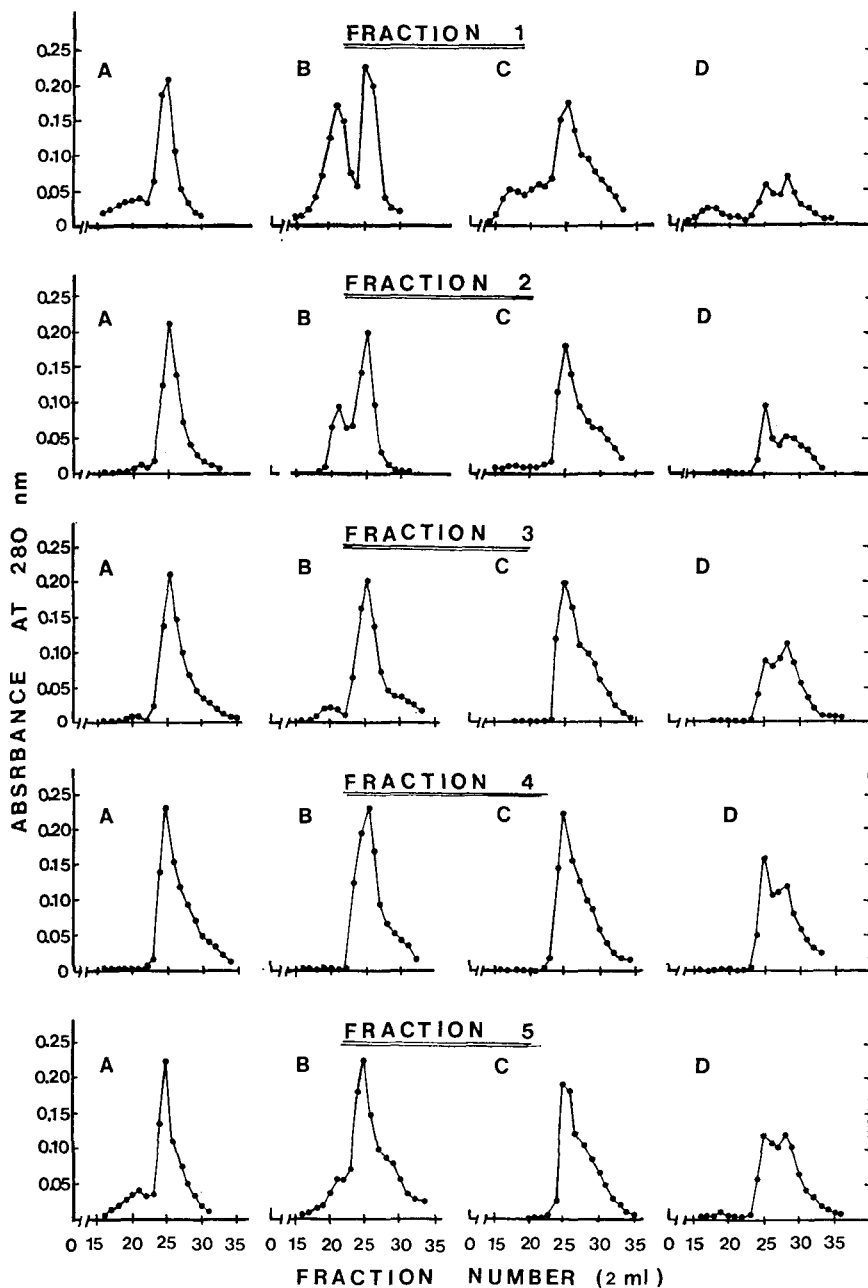 FRACTION 1
A B C D
0.25
0.20
0.15
0.10
0.05
0
FRACTION 2
A B C D
0.25
0.20
0.15
0.10
0.05
0
FRACTION 3
A B C D
0.25
0.20
0.15
0.10
0.05
0
FRACTION 4
A B C D
0.25
0.20
0.15
0.10
0.05
0
FRACTION 5
A B C D
0.25
0.20
0.15
0.10
0.05
0 15 20 25 30 35 0 15 20 25 30 35 0 15 20 25 30 35 0 15 20 25 30 35
FRACTION NUMBER (2 ml)
ABSRBANCE AT 280 nm